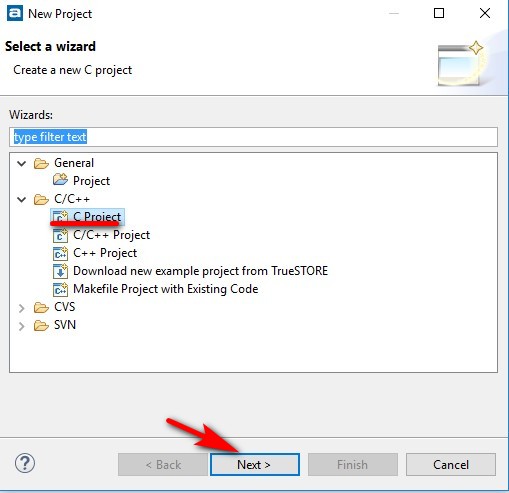 New Project
Select a wizard
Create a new C project
Wizards:
type filter text
General
Project
C/C++
C Project
C/C++ Project
C++ Project
Download new example project from TrueSTORE
Makefile Project with Existing Code
CVS
SVN
< Back
Next >
Finish
Cancel